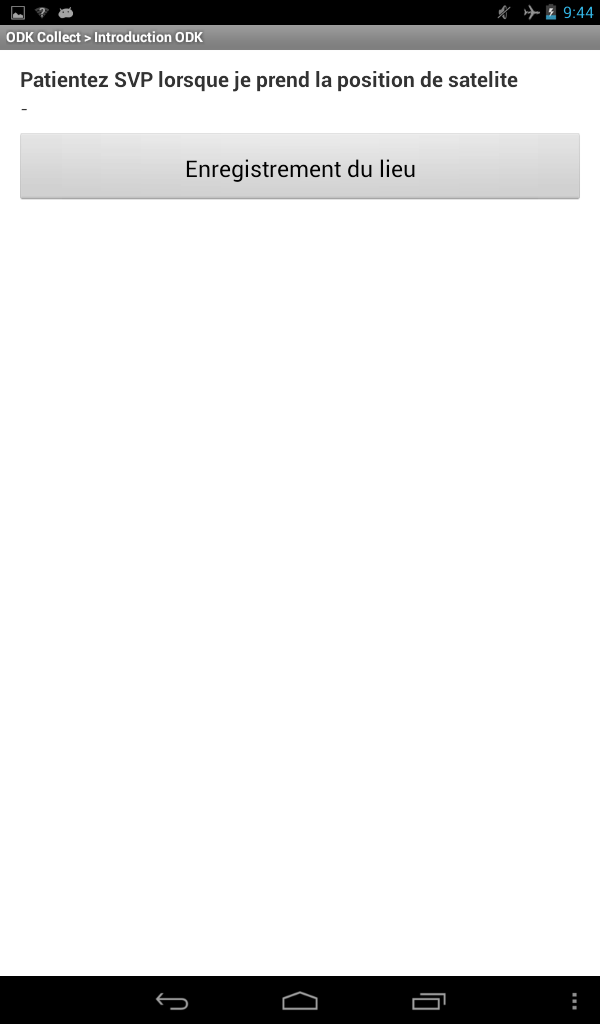 9:44
ODK Collect > Introduction ODK
Patientez SVP lorsque je prend la position de satelite
-
Enregistrement du lieu